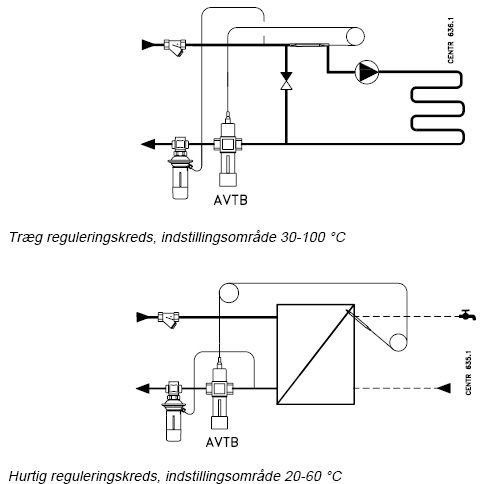 CENTR 636.1
AVTB
Træg reguleringskreds, indstillingsområde 30-100 °C
CENTR 635.1
AVTB
Hurtig reguleringskreds, indstillingsområde 20-60 °C